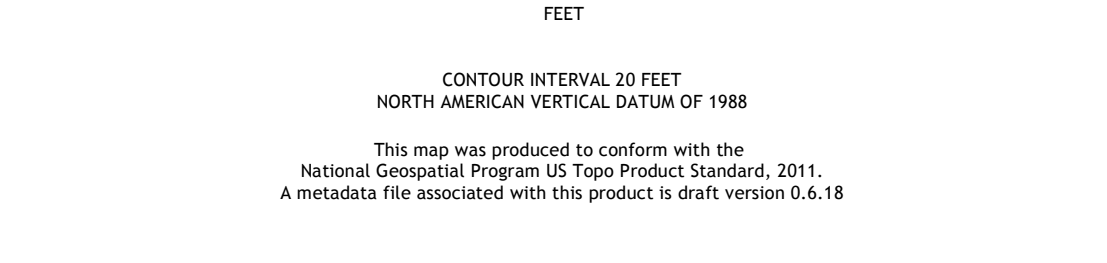 FEET
CONTOUR INTERVAL 20 FEET
NORTH AMERICAN VERTICAL DATUM OF 1988
This map was produced to conform with the
National Geospatial Program US Topo Product Standard, 2011.
A metadata file associated with this product is draft version 0.6.18